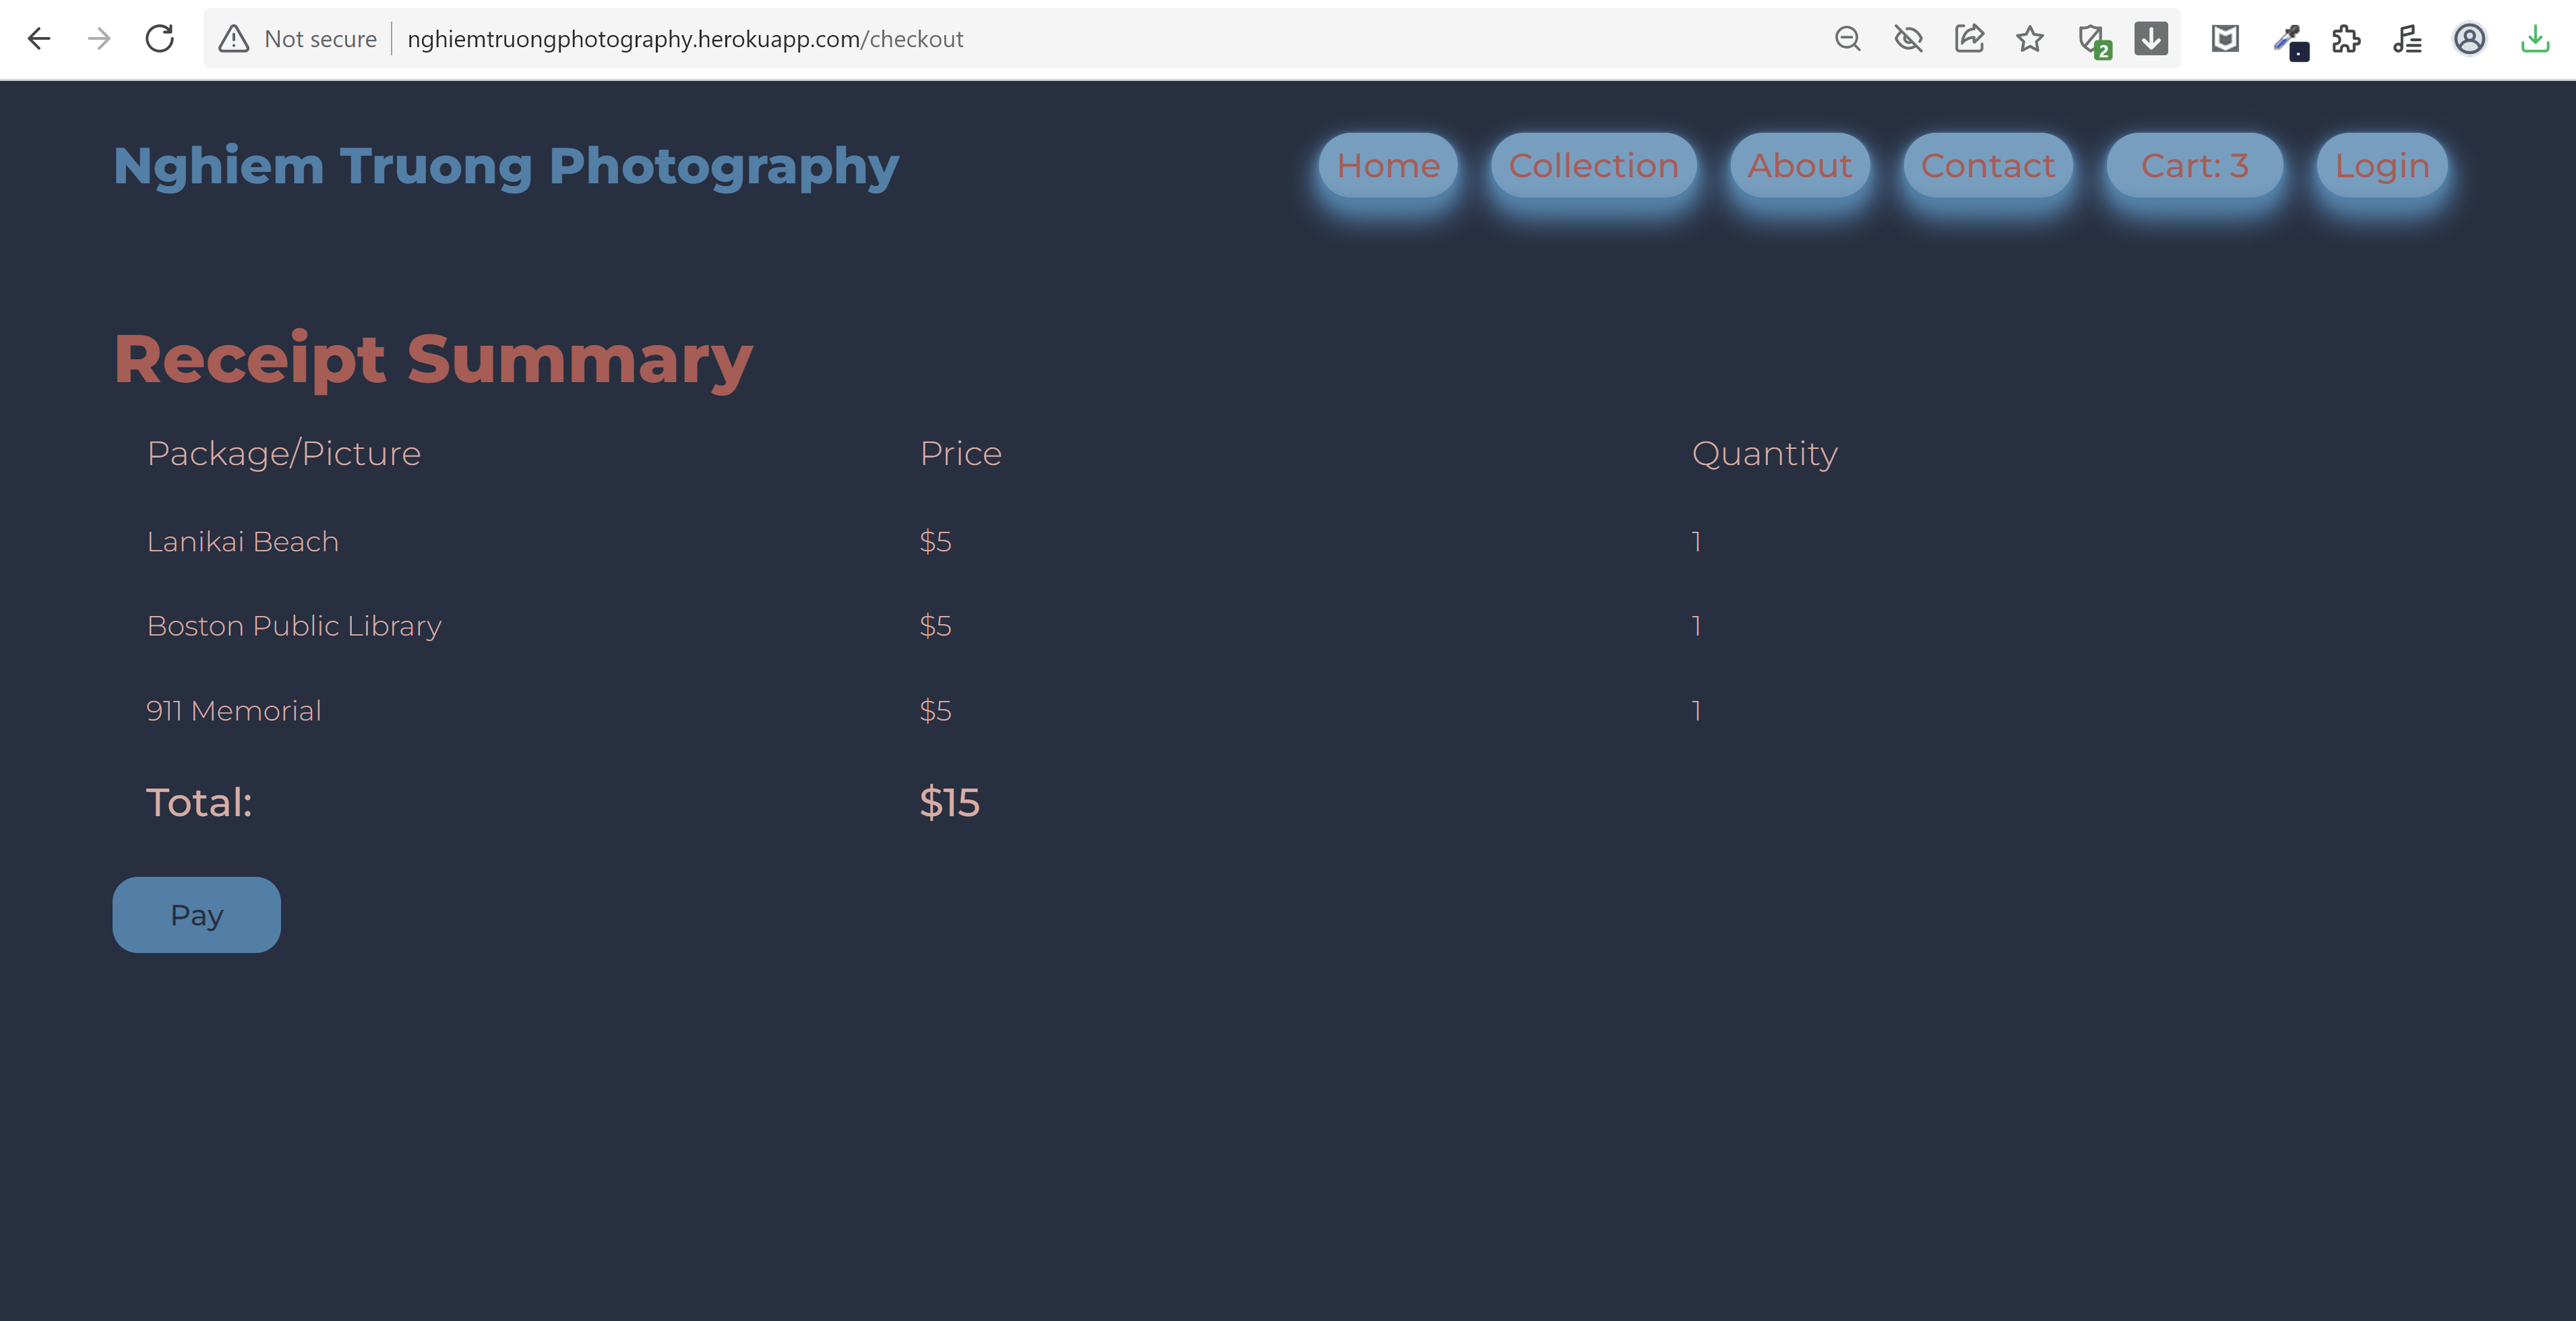 Not secure nghiemtruongphotography.herokuapp.com/checkout
2
Nghiem Truong Photography Home Collection About Contact Cart: 3 Login
Receipt Summary
Package/Picture Price Quantity
Lanikai Beach $5 1
Boston Public Library $5 1
911 Memorial $5 1
Total: $15
Pay